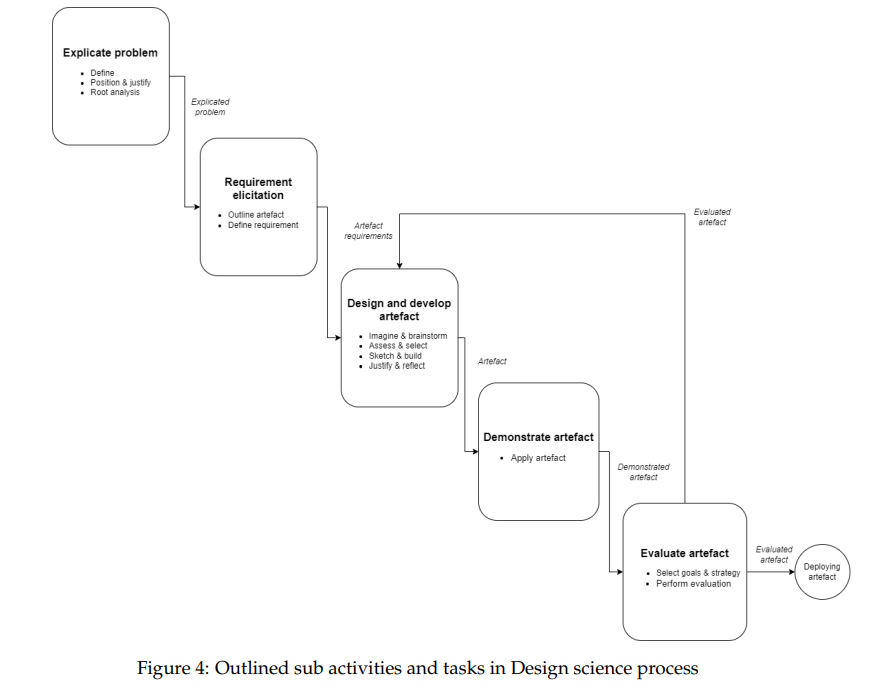 Explicate problem
• Define
• Position & justify
• Root analysis
Explicated
problem
Requirement
elicitation
• Outline artefact
• Define requirement
Artefact
requirements
Evaluated
artefact
Design and develop
artefact
• Imagine & brainstorm
• Assess & select
• Sketch & build
• Justify & reflect
Artefact
Demonstrate artefact
• Apply artefact
Demonstrated
artefact
Evaluate artefact
• Select goals & strategy
• Perform evaluation
Evaluated
artefact
Deploying
artefact
Figure 4: Outlined sub activities and tasks in Design science process